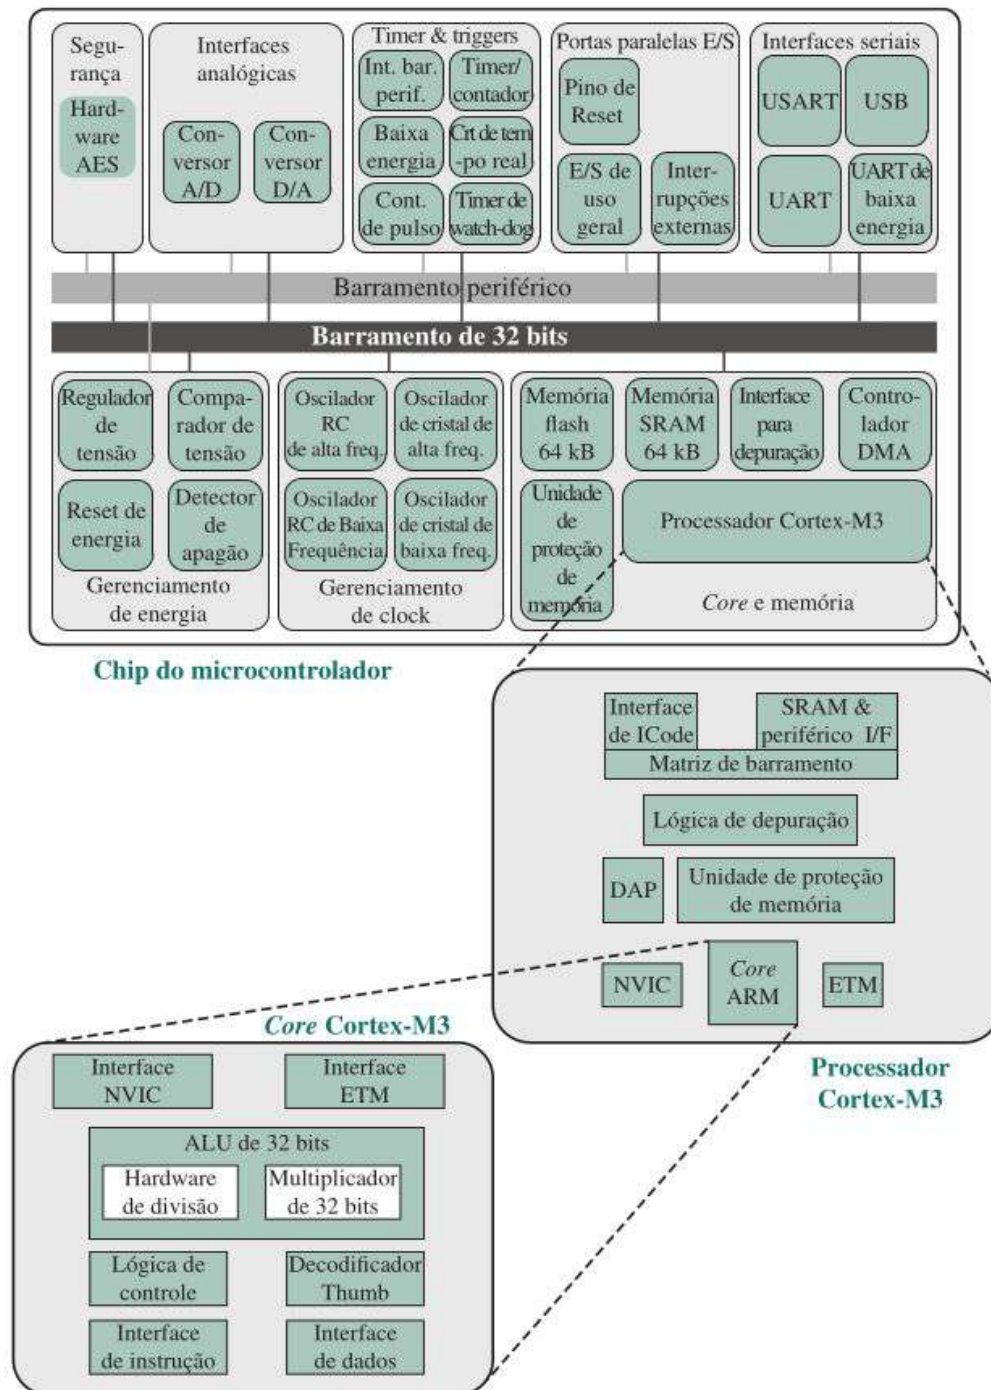 Segu-
rança
Hard-
ware
AES
Interfaces
analógicas
Con-
versor
A/D
Con-
versor
D/A
Timer & triggers
Int. bar.
perif.
Timer/
contador
Baixa
energia
Crt de tem
-po real
Cont.
de pulso
Timer de
watch-dog
Portas paralelas E/S
Pino de
Reset
E/S de
uso
geral
Inter-
rupções
externas
Interfaces seriais
USART
USB
UART
UART de
baixa
energia
Barramento periférico
Barramento de 32 bits
Regulador
de
tensão
Compa-
rador de
tensão
Reset de
energia
Detector
de
apagão
Gerenciamento
de energia
Oscilador
RC
de alta freq.
Oscilador
de cristal de
alta freq.
Oscilador
RC de Baixa
Frequência
Oscilador
de cristal de
baixa freq.
Gerenciamento
de clock
Memória
flash
64 kB
Memória
SRAM
64 kB
Interface
para
depuração
Contro-
lador
DMA
Unidade
de
proteção
de
memória
Processador Cortex-M3
Core e memória
Chip do microcontrolador
Interface
de ICode
SRAM &
periférico I/F
Matriz de barramento
Lógica de depuração
DAP
Unidade de proteção
de memória
NVIC
Core
ARM
ETM
Processador
Cortex-M3
Core Cortex-M3
Interface
NVIC
Interface
ETM
ALU de 32 bits
Hardware
de divisão
Multiplicador
de 32 bits
Lógica de
controle
Decodificador
Thumb
Interface
de instrução
Interface
de dados